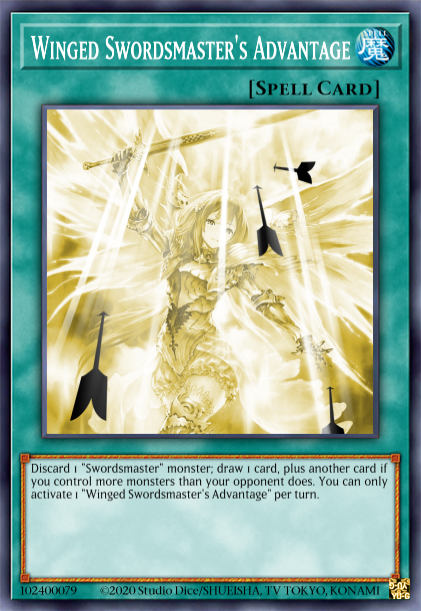 WINGED SWORDSMASTER'S ADVANTAGE
SPELL
魔
[SPELL CARD]
Discard 1 "Swordsmaster" monster; draw 1 card, plus another card if
you control more monsters than your opponent does. You can only
activate 1 "Winged Swordsmaster's Advantage" per turn.
102400079 ©2020 Studio Dice/SHUEISHA, TV TOKYO, KONAMI